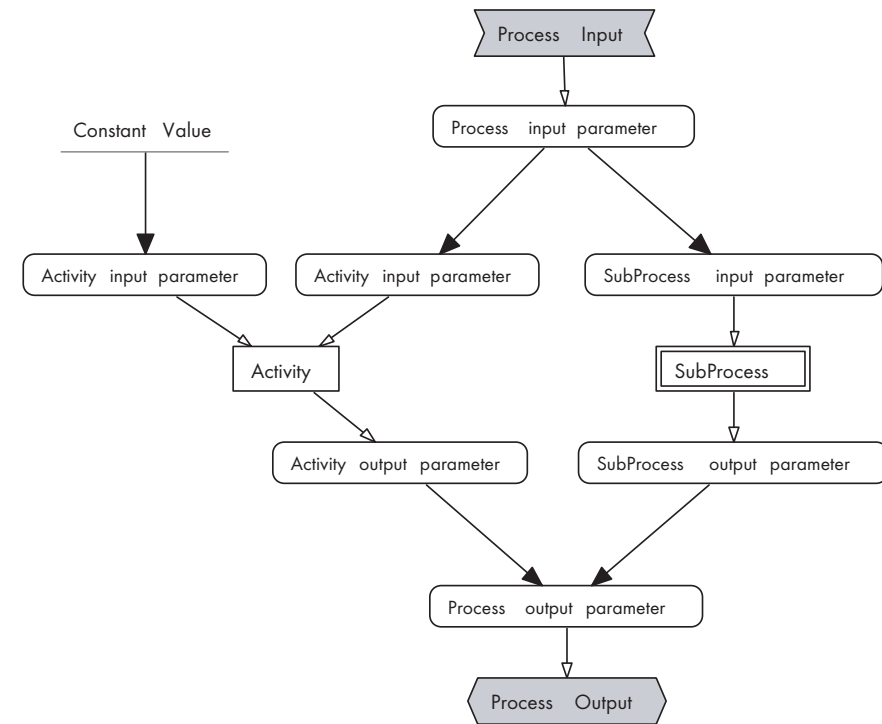 Process Input
Process input parameter
Constant Value
Activity input parameter
Activity input parameter
SubProcess input parameter
Activity
SubProcess
Activity output parameter
SubProcess output parameter
Process output parameter
Process Output